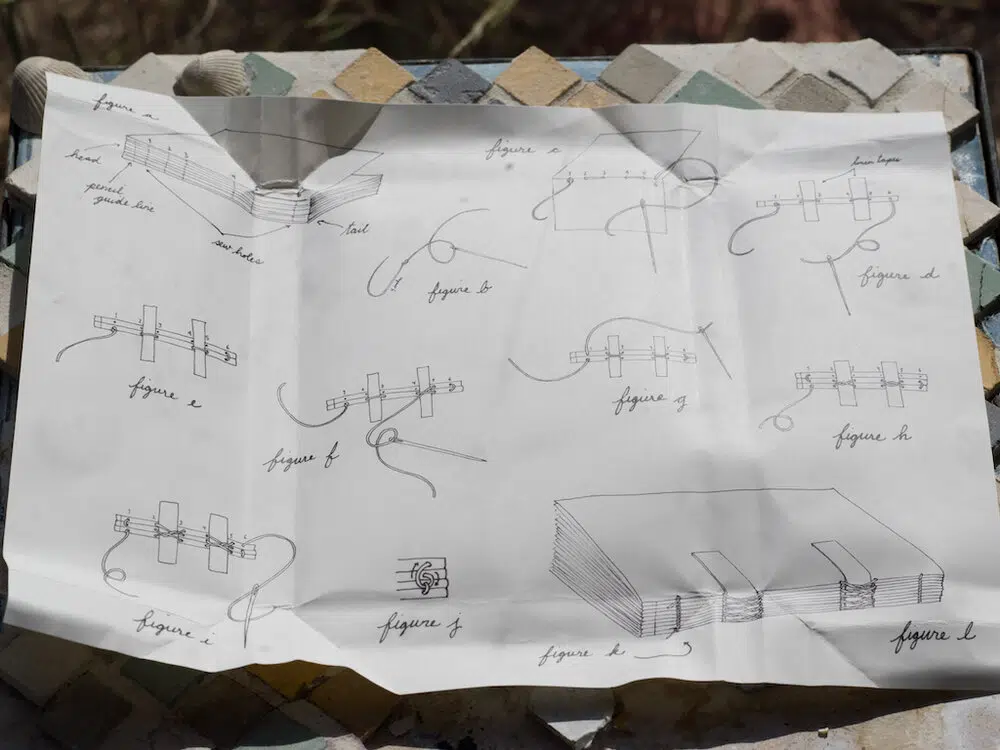 figure a
head
pencil
guide line
sew holes
tail
figure b
figure c
linen tapes
figure d
figure e
figure f
figure g
figure h
figure i
figure j
figure k
figure l